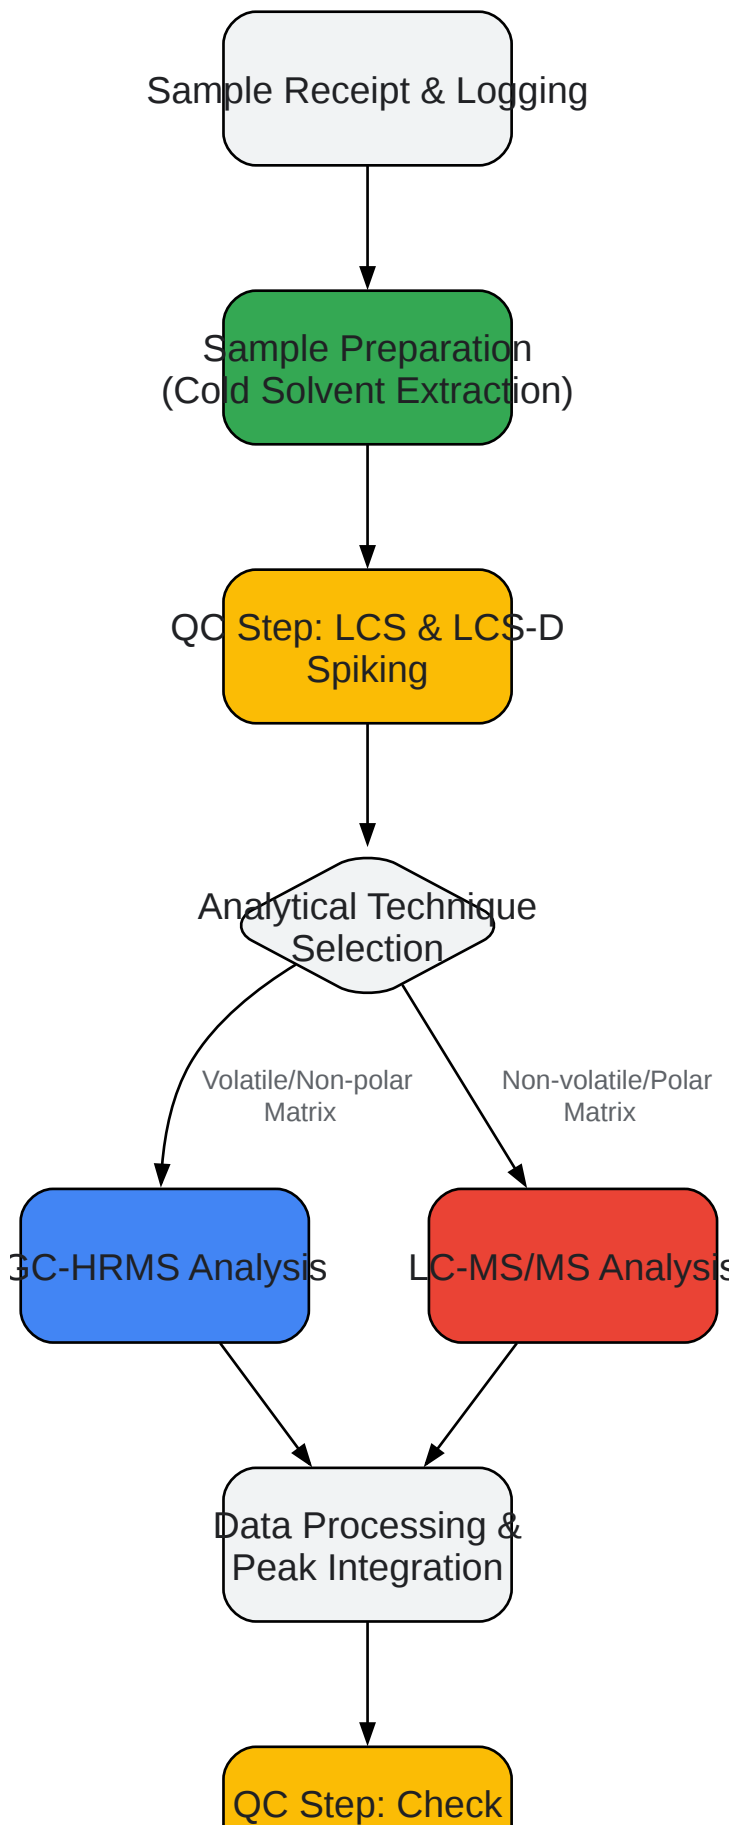 Sample Receipt & Logging
Sample Preparation
(Cold Solvent Extraction)
QC Step: LCS & LCS-D
Spiking
Analytical Technique
Selection
Volatile/Non-polar
Matrix
Non-volatile/Polar
Matrix
GC-HRMS Analysis
LC-MS/MS Analysis
Data Processing &
Peak Integration
QC Step: Check